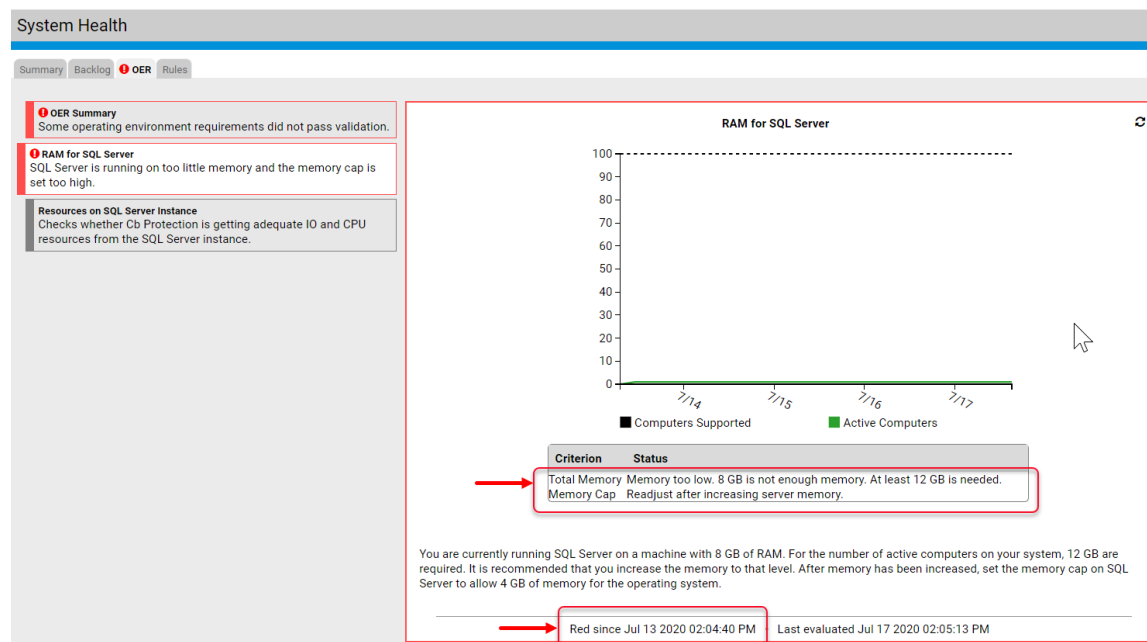 System Health
Summary Backlog OER Rules
OER Summary
Some operating environment requirements did not pass validation.
RAM for SQL Server
SQL Server is running on too little memory and the memory cap is
set too high.
Resources on SQL Server Instance
Checks whether Cb Protection is getting adequate IO and CPU
resources from the SQL Server instance.
RAM for SQL Server
100
90
80
70
60
50
40
30
20
10
0
7/14 7/15 7/16 7/17
Computers Supported Active Computers
Criterion Status
Total Memory Memory too low. 8 GB is not enough memory. At least 12 GB is needed.
Memory Cap Readjust after increasing server memory.
You are currently running SQL Server on a machine with 8 GB of RAM. For the number of active computers on your system, 12 GB are
required. It is recommended that you increase the memory to that level. After memory has been increased, set the memory cap on SQL
Server to allow 4 GB of memory for the operating system.
Red since Jul 13 2020 02:04:40 PM Last evaluated Jul 17 2020 02:05:13 PM